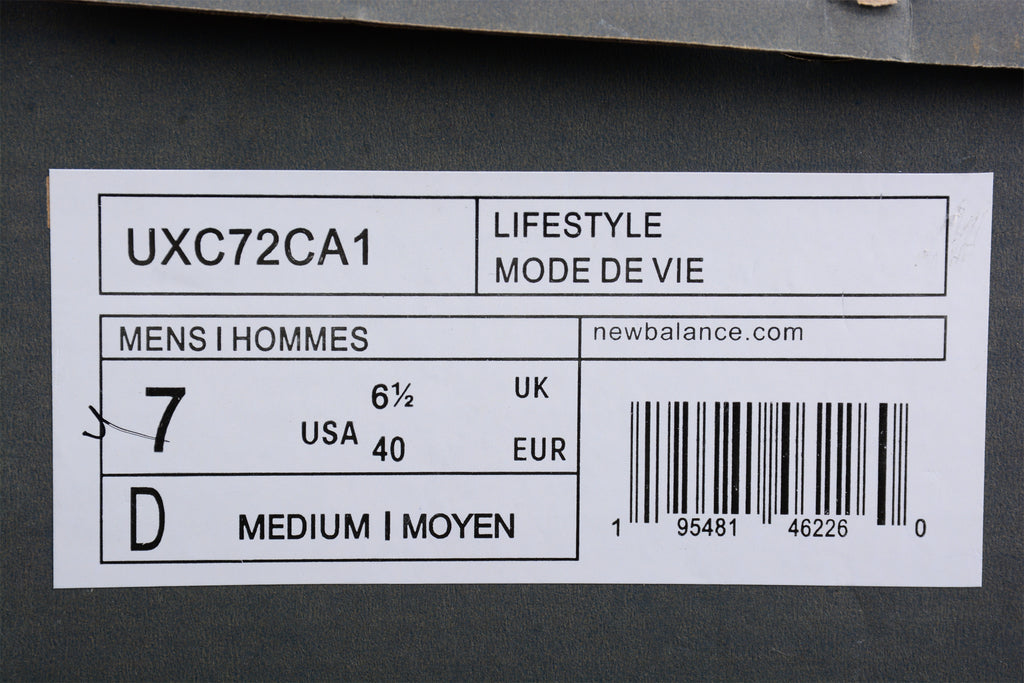 UXC72CA1
LIFESTYLE
MODE DE VIE
MENS | HOMMES
newbalance.com
7
USA
6½
UK
40
EUR
D
MEDIUM | MOYEN
1 95481 46226 0